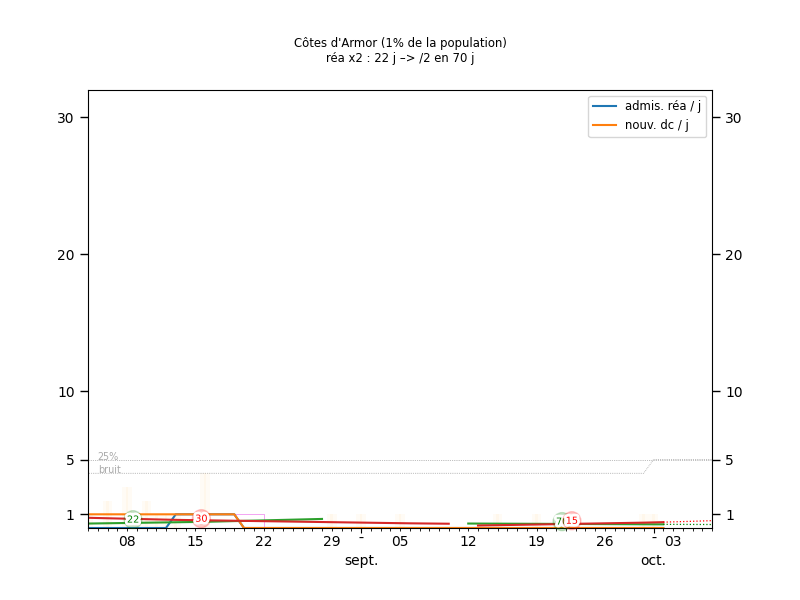 Côtes d'Armor (1% de la population)
réa x2 : 22 j –> /2 en 70 j
admis. réa / j
nouv. dc / j
30 30
20 20
10 10
5 5
1 1
25%
bruit
22 30 15
08 15 22 29 - 05 12 19 26 - 03
sept. oct.